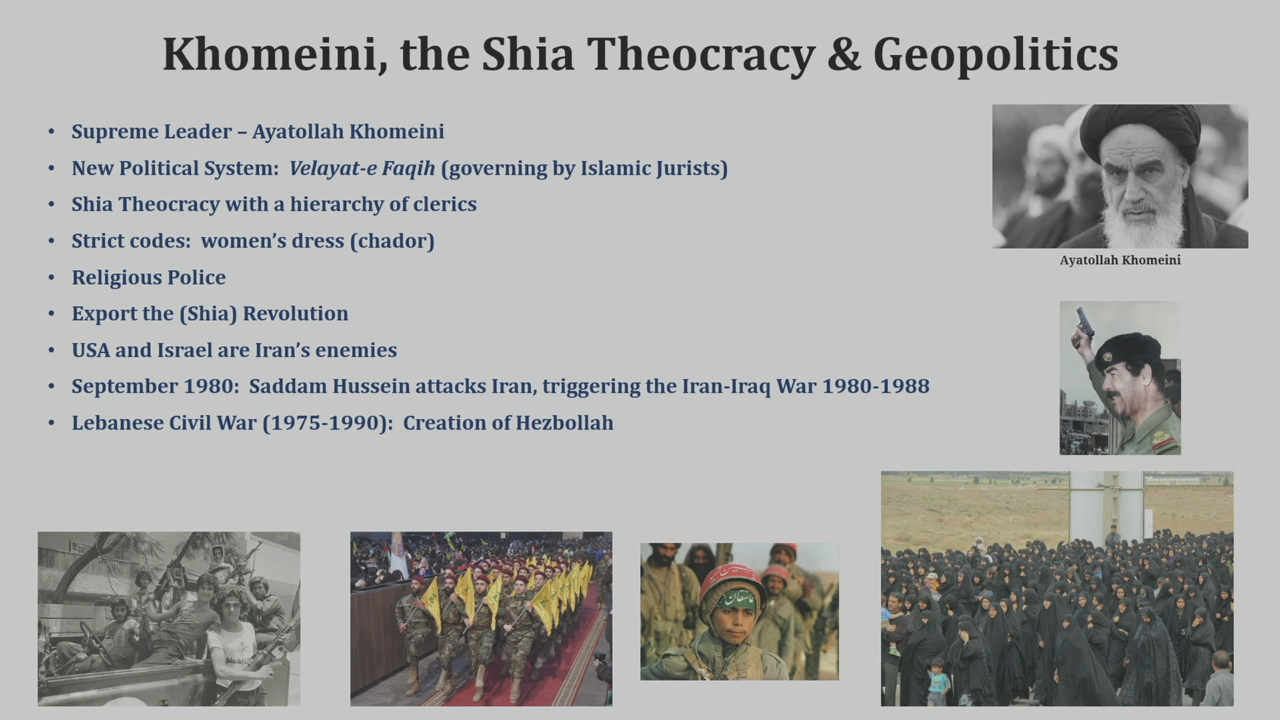 Khomeini, the Shia Theocracy & Geopolitics
• Supreme Leader – Ayatollah Khomeini
• New Political System: Velayat-e Faqih (governing by Islamic Jurists)
• Shia Theocracy with a hierarchy of clerics
• Strict codes: women's dress (chador)
• Religious Police
• Export the (Shia) Revolution
• USA and Israel are Iran's enemies
• September 1980: Saddam Hussein attacks Iran, triggering the Iran-Iraq War 1980-1988
• Lebanese Civil War (1975-1990): Creation of Hezbollah
Ayatollah Khomeini